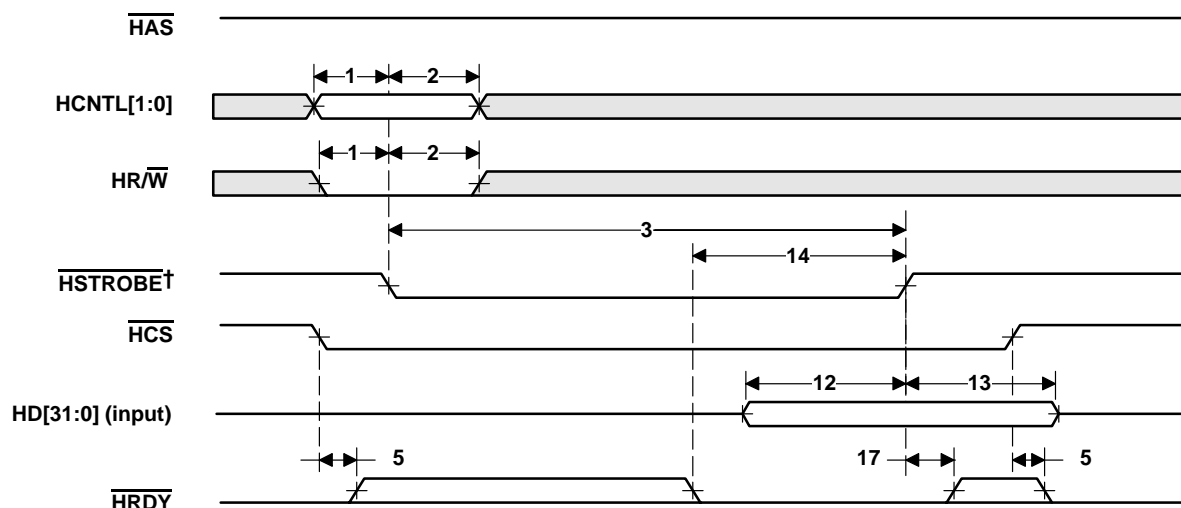 HAS
1 2
HCNTL[1:0]
1 2
HR/W
3
14
HSTROBE†
HCS
12 13
HD[31:0] (input)
5 17 5
HRDY